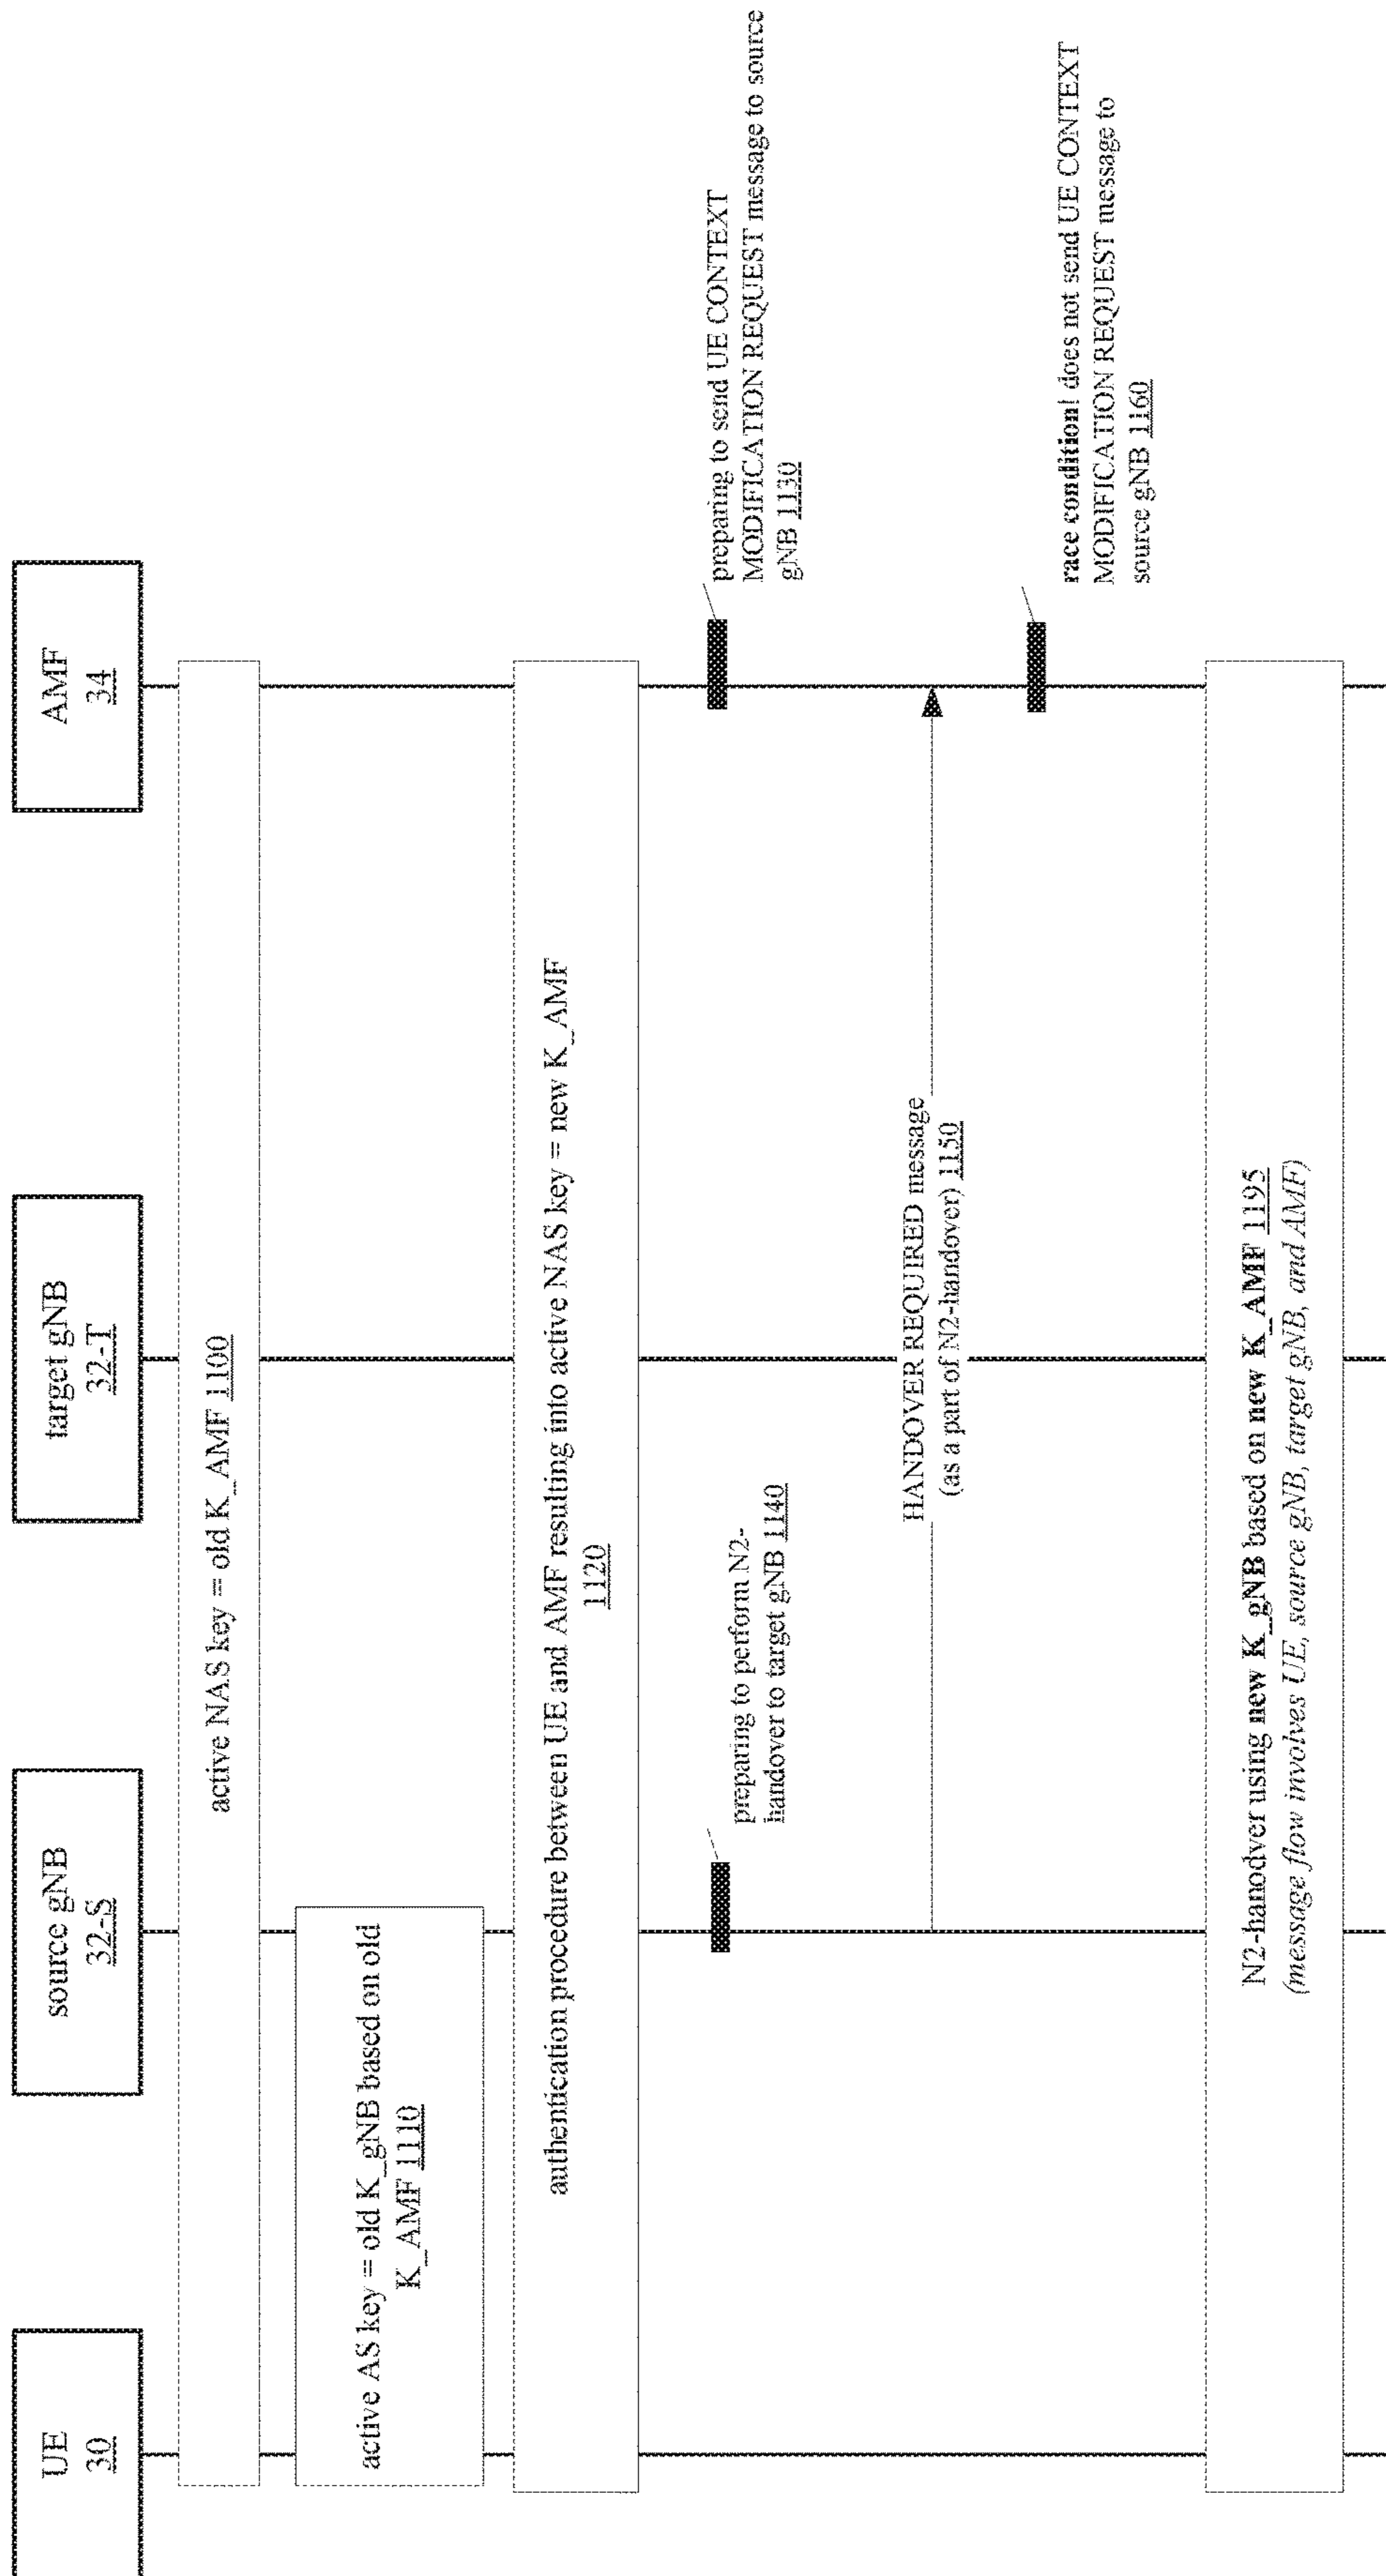 UE
30
source gNB
32-S
target gNB
32-T
AMF
34
active NAS key = old K_AMF 1100
active AS key = old K_gNB based on old
K_AMF 1110
authentication procedure between UE and AMF resulting into active NAS key = new K_AMF
1120
preparing to send UE CONTEXT
MODIFICATION REQUEST message to source
gNB 1130
preparing to perform N2-
handover to target gNB 1140
HANDOVER REQUIRED message
(as a part of N2-handover) 1150
race condition! does not send UE CONTEXT
MODIFICATION REQUEST message to
source gNB 1160
N2-hanodver using new K_gNB based on new K_AMF 1195
(message flow involves UE, source gNB, target gNB, and AMF)